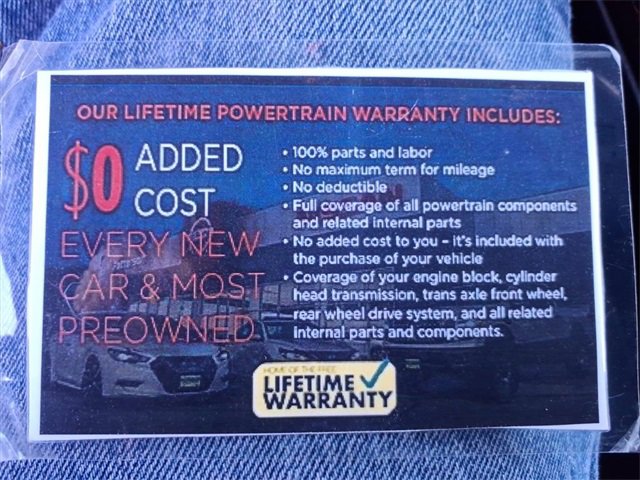 OUR LIFETIME POWERTRAIN WARRANTY INCLUDES:
$0 ADDED
COST
EVERY NEW
CAR & MOST
PREOWNED
• 100% parts and labor
• No maximum term for mileage
• No deductible
• Full coverage of all powertrain components
and related internal parts
• No added cost to you - it's included with
the purchase of your vehicle
• Coverage of your engine block, cylinder
head transmission, trans axle front wheel,
rear wheel drive system, and all related
internal parts and components.
HOME OF THE FREE
LIFETIME
WARRANTY